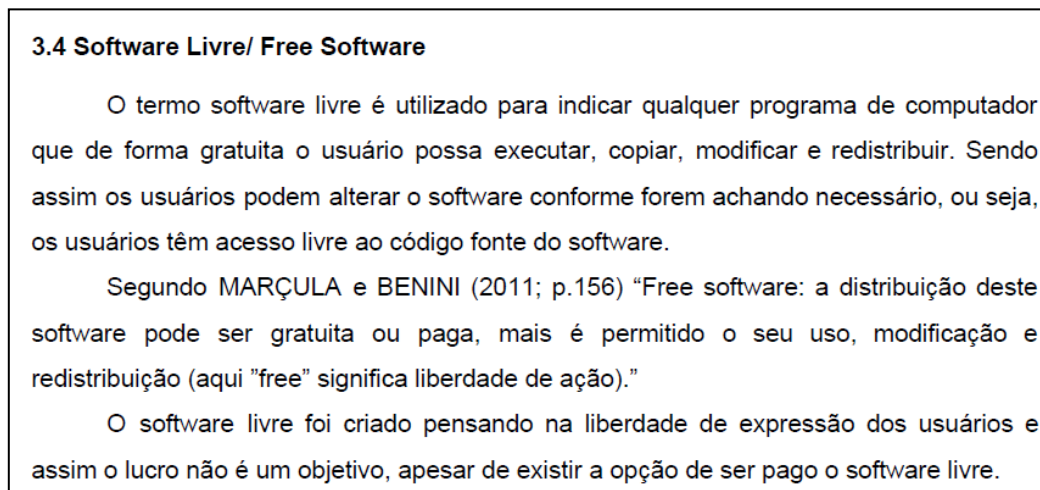 3.4 Software Livre/ Free Software
O termo software livre é utilizado para indicar qualquer programa de computador
que de forma gratuita o usuário possa executar, copiar, modificar e redistribuir. Sendo
assim os usuários podem alterar o software conforme forem achando necessário, ou seja,
os usuários têm acesso livre ao código fonte do software.
Segundo MARÇULA e BENINI (2011; p.156) “Free software: a distribuição deste
software pode ser gratuita ou paga, mais é permitido o seu uso, modificação e
redistribuição (aqui ”free” significa liberdade de ação).”
O software livre foi criado pensando na liberdade de expressão dos usuários e
assim o lucro não é um objetivo, apesar de existir a opção de ser pago o software livre.